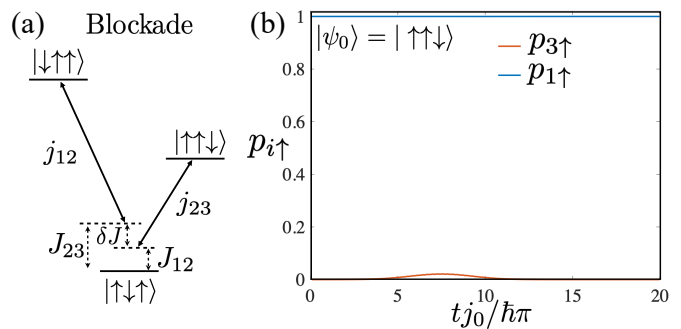 (a) Blockade
|↓↑↑⟩
|↑↑↓⟩
j₁₂
j₂₃
J₂₃
δJ
J₁₂
|↑↓↑⟩
(b)
|ψ₀⟩ = | ↑↑↓⟩
p₃↑
p₁↑
pᵢ↑
1
0.8
0.6
0.4
0.2
0
0 5 10 15 20
tj₀/ħπ